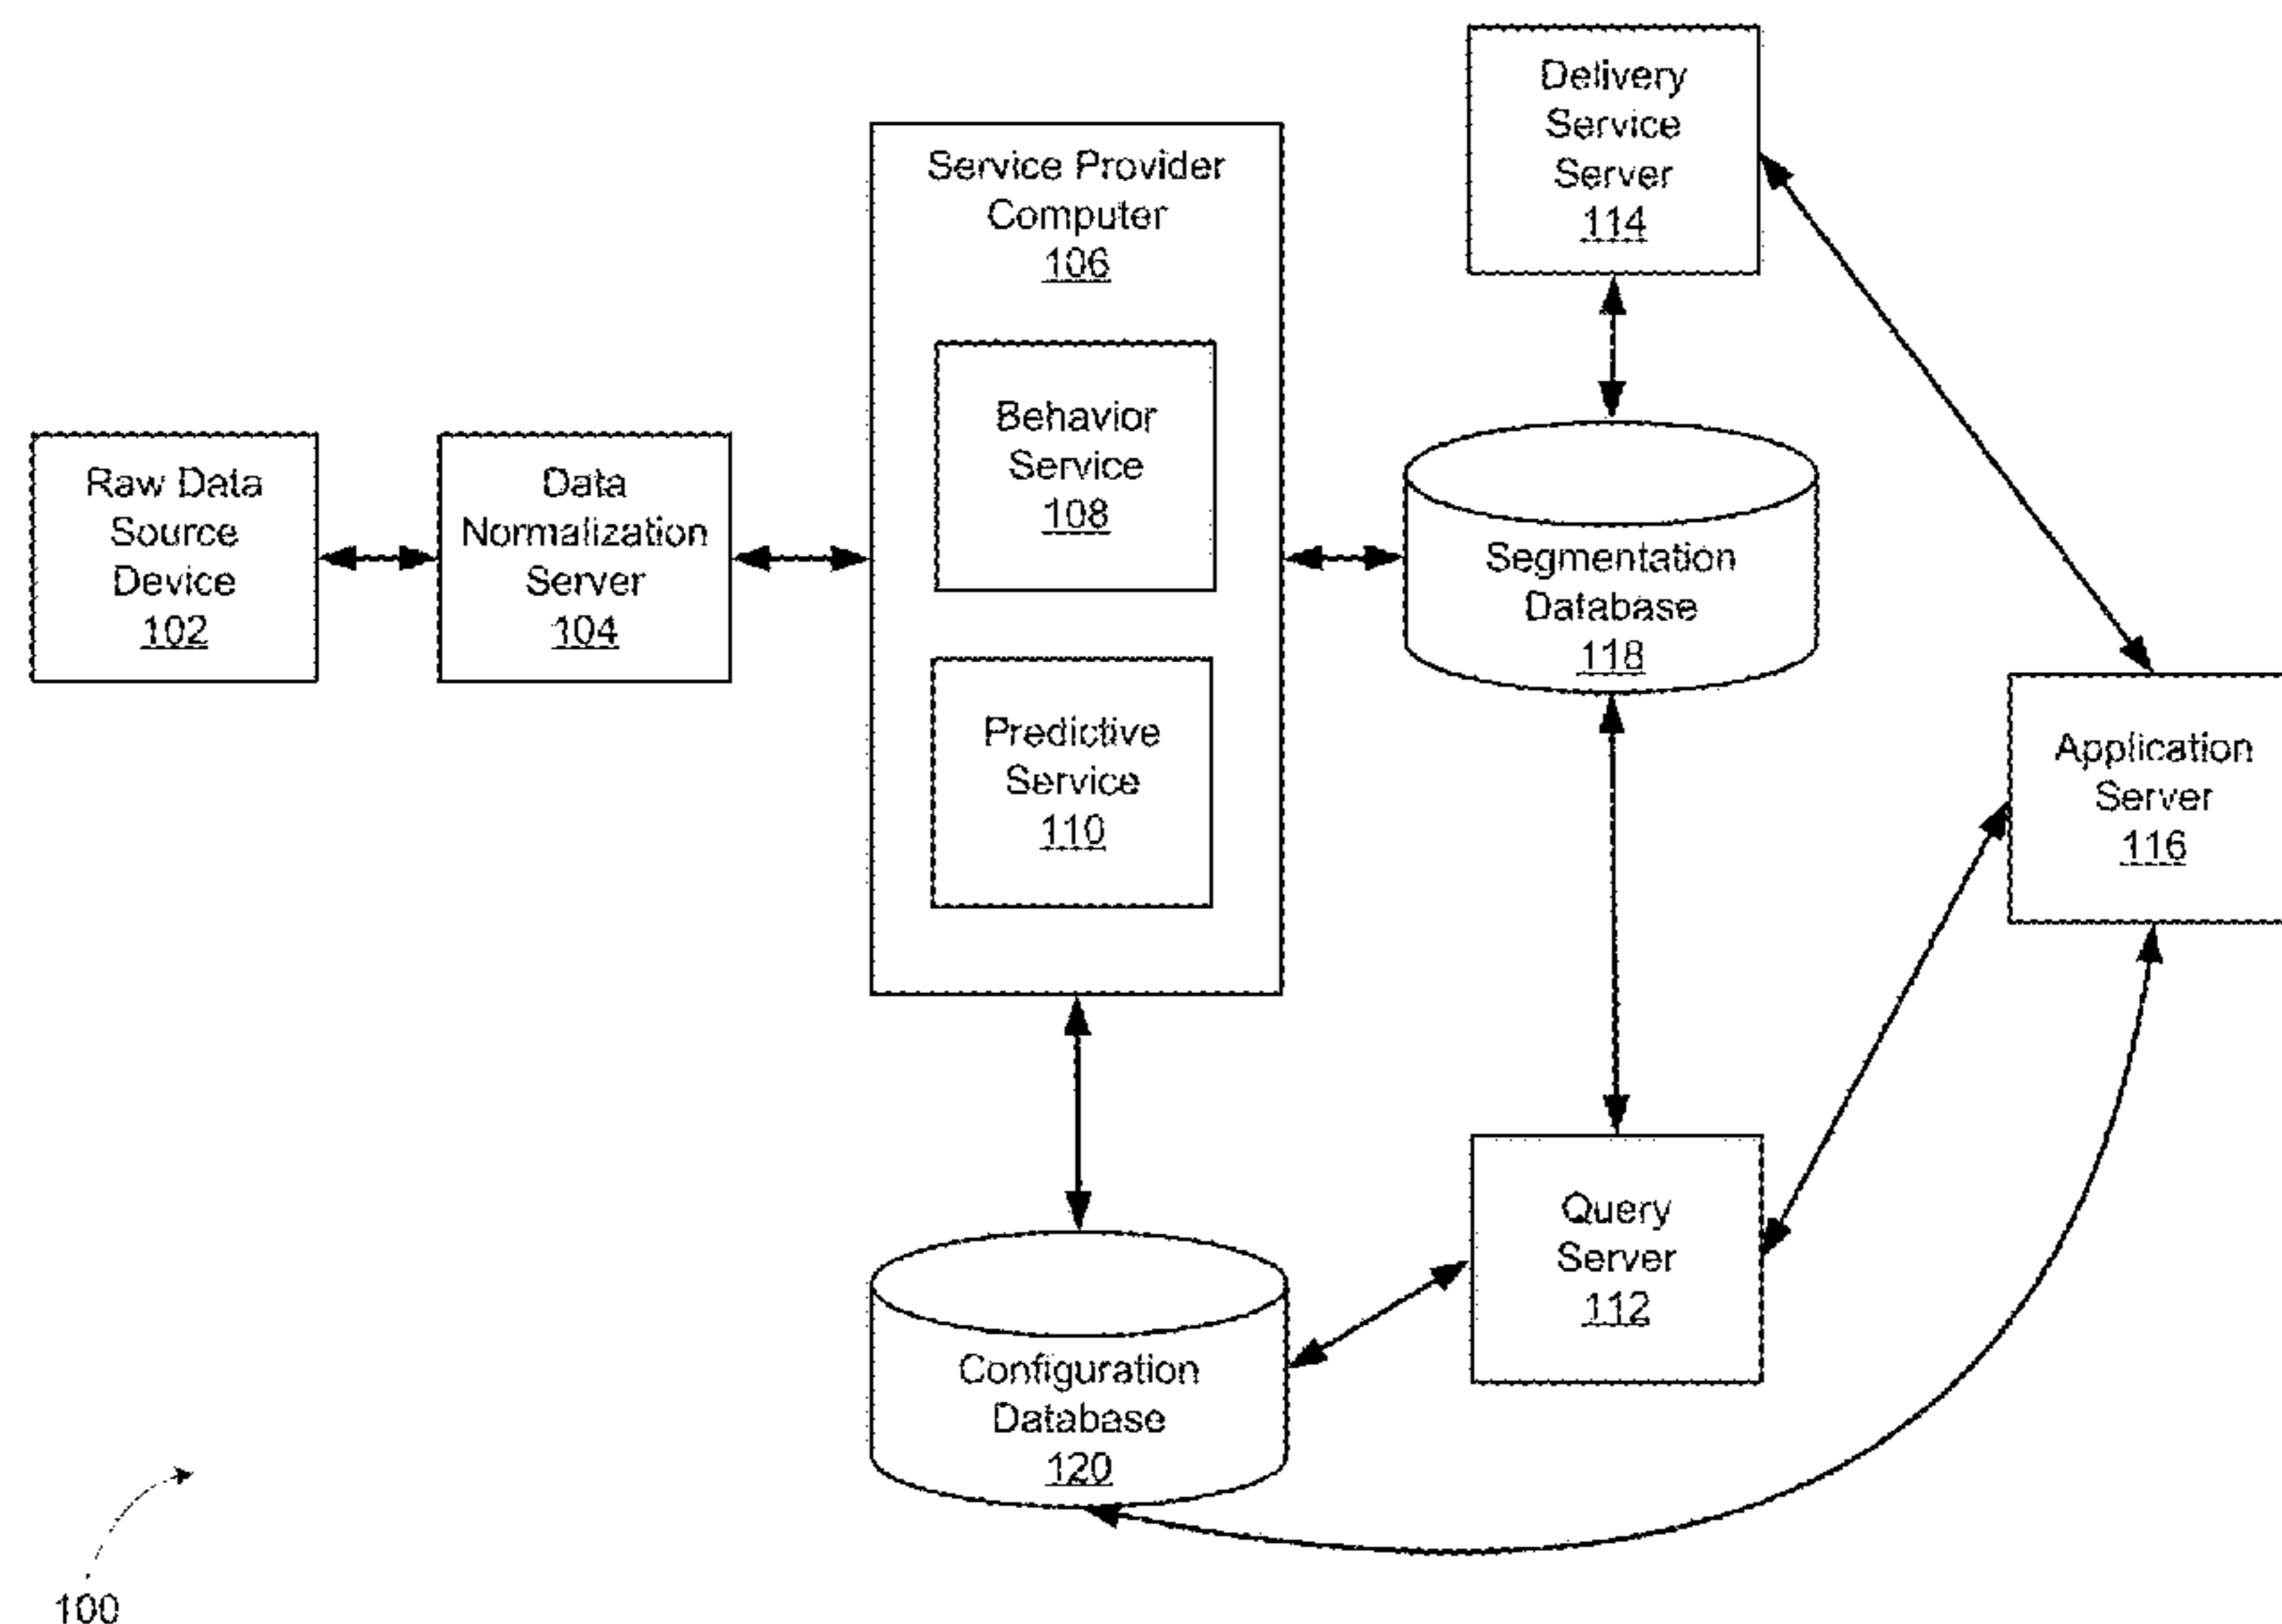 Delivery
Service
Server
114
Service Provider
Computer
106
Behavior
Service
108
Raw Data
Source
Device
102
Data
Normalization
Server
104
Segmentation
Database
118
Predictive
Service
110
Application
Server
116
Query
Server
112
Configuration
Database
120
100